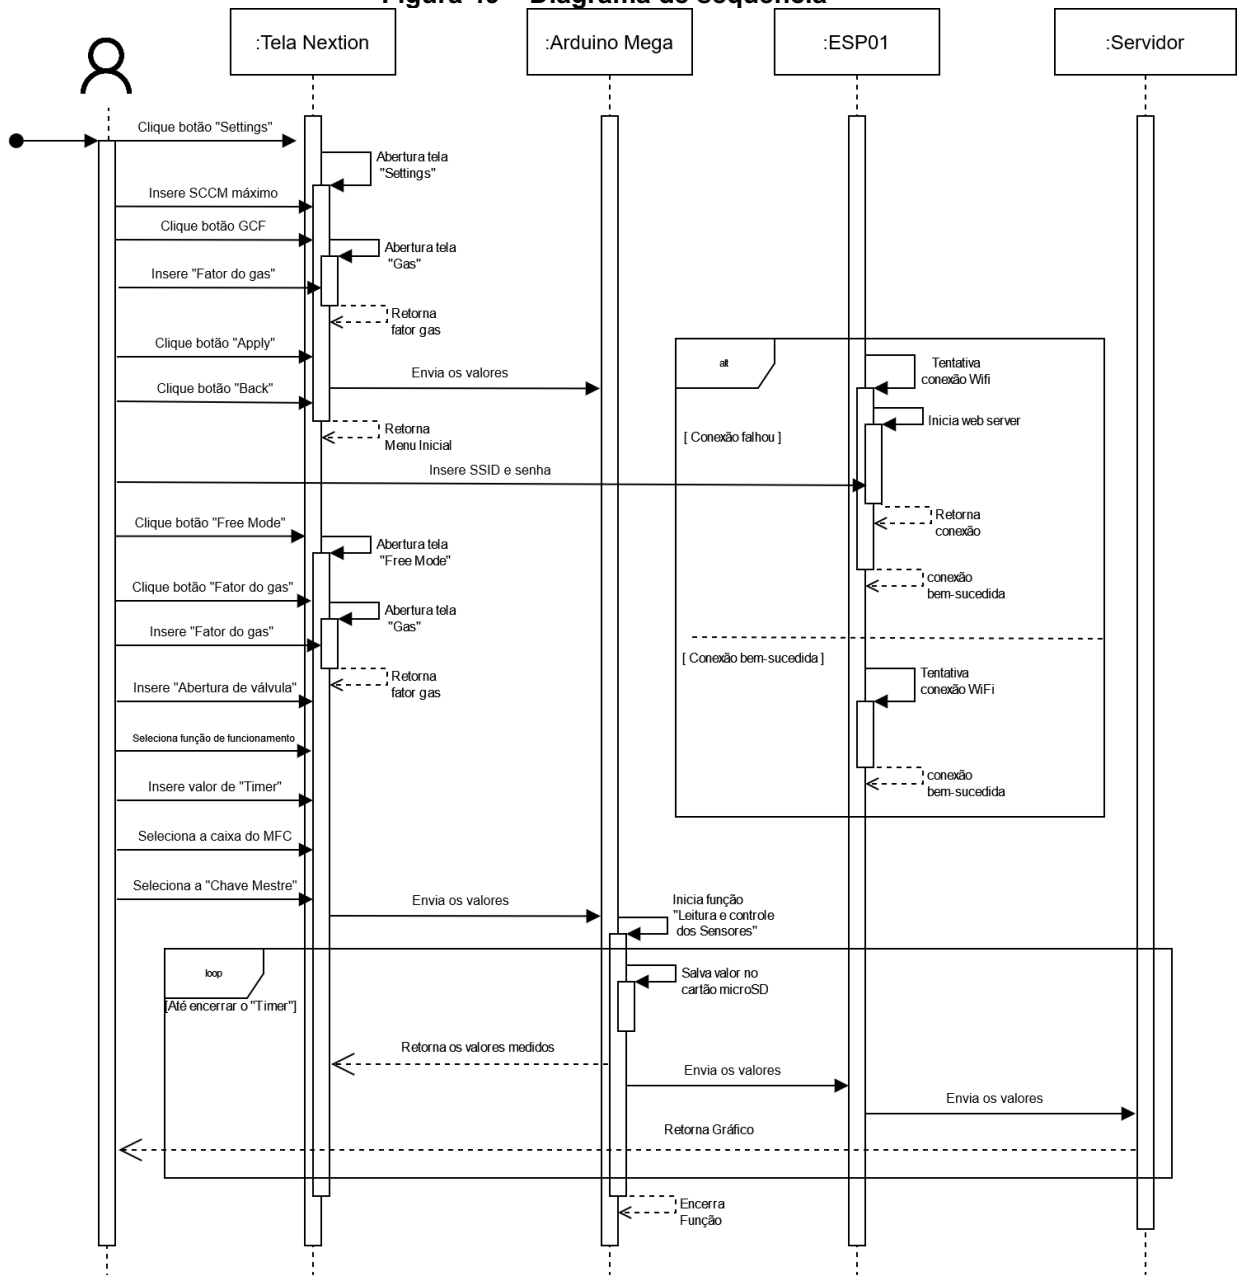 :Tela Nextion
:Arduino Mega
:ESP01
:Servidor
Clique botão "Settings"
Abertura tela
"Settings"
Insere SCCM máximo
Clique botão GCF
Abertura tela
"Gas"
Insere "Fator do gas"
Retorna
fator gas
Clique botão "Apply"
alt
Tentativa
conexão Wifi
Envia os valores
Clique botão "Back"
Inicia web server
Retorna
Menu Inicial
[ Conexão falhou ]
Insere SSID e senha
Retorna
conexão
Clique botão "Free Mode"
Abertura tela
"Free Mode"
conexão
bem-sucedida
Clique botão "Fator do gas"
Abertura tela
"Gas"
Insere "Fator do gas"
[ Conexão bem-sucedida ]
Retorna
fator gas
Tentativa
conexão WiFi
Insere "Abertura de válvula"
Seleciona função de funcionamento
conexão
bem-sucedida
Insere valor de "Timer"
Seleciona a caixa do MFC
Seleciona a "Chave Mestre"
Envia os valores
Inicia função
"Leitura e controle
dos Sensores"
loop
Salva valor no
cartão microSD
[Até encerrar o "Timer"]
Retorna os valores medidos
Envia os valores
Envia os valores
Retorna Gráfico
Encerra
Função